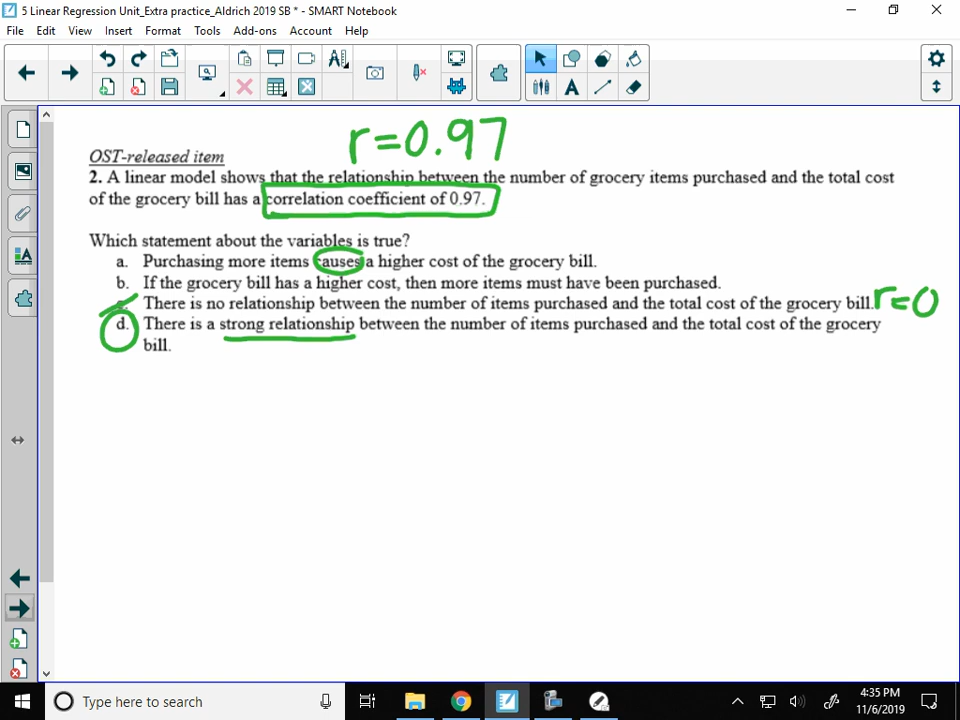 5 Linear Regression Unit_Extra practice_Aldrich 2019 SB * - SMART Notebook
File Edit View Insert Format Tools Add-ons Account Help
r=0.97
OST-released item
2. A linear model shows that the relationship between the number of grocery items purchased and the total cost
of the grocery bill has a correlation coefficient of 0.97.
Which statement about the variables is true?
a. Purchasing more items causes a higher cost of the grocery bill.
b. If the grocery bill has a higher cost, then more items must have been purchased.
c. There is no relationship between the number of items purchased and the total cost of the grocery bill. r=0
d. There is a strong relationship between the number of items purchased and the total cost of the grocery
bill.
Type here to search
4:35 PM
11/6/2019